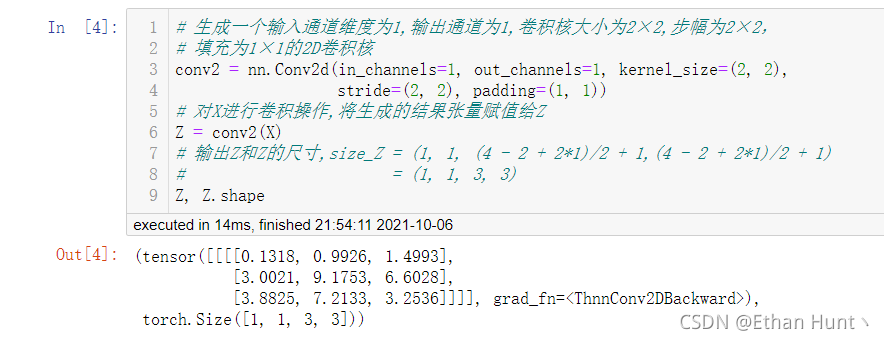 In [4]:
1 # 生成一个输入通道维度为1,输出通道为1,卷积核大小为2×2,步幅为2×2,
2 # 填充为1×1的2D卷积核
3 conv2 = nn.Conv2d(in_channels=1, out_channels=1, kernel_size=(2, 2),
4 stride=(2, 2), padding=(1, 1))
5 # 对X进行卷积操作,将生成的结果张量赋值给Z
6 Z = conv2(X)
7 # 输出Z和Z的尺寸,size_Z = (1, 1, (4 - 2 + 2*1)/2 + 1,(4 - 2 + 2*1)/2 + 1)
8 # = (1, 1, 3, 3)
9 Z, Z.shape
executed in 14ms, finished 21:54:11 2021-10-06
Out[4]: (tensor([[[[0.1318, 0.9926, 1.4993],
[3.0021, 9.1753, 6.6028],
[3.8825, 7.2133, 3.2536]]]], grad_fn=<ThnnConv2DBackward>),
torch.Size([1, 1, 3, 3]))
CSDN @Ethan Hunt丶